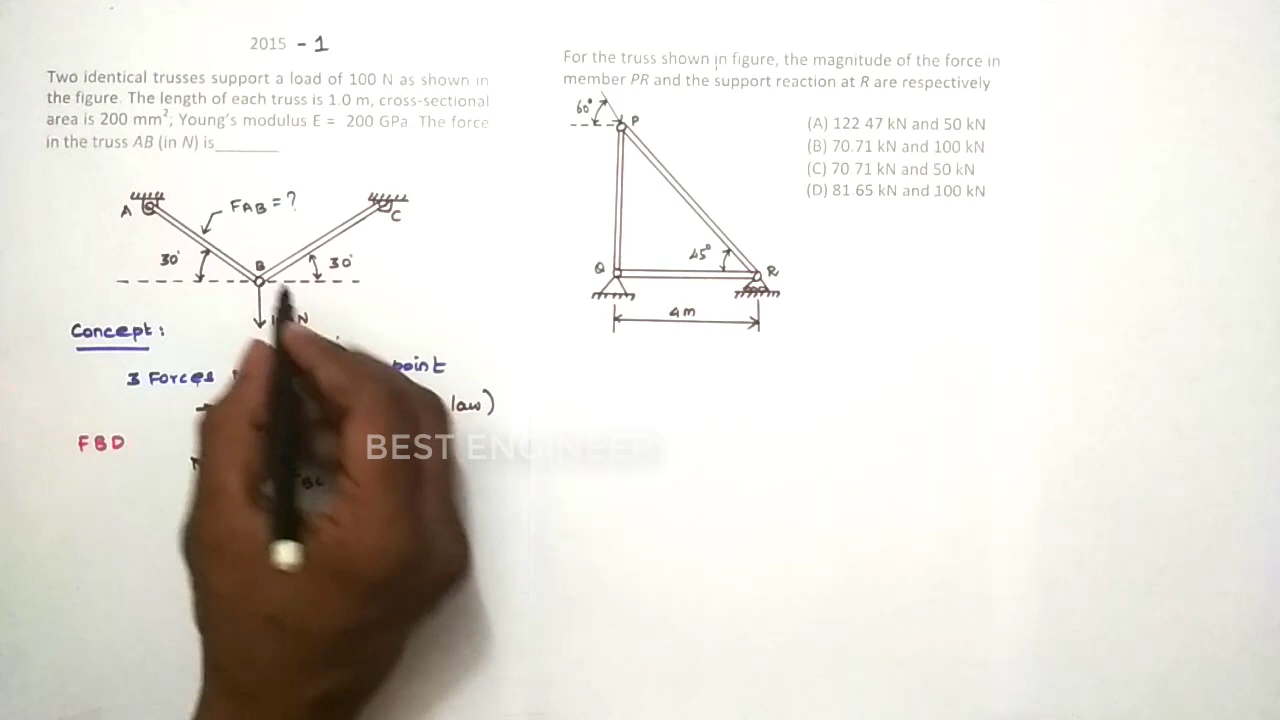 2015 - 1
Two identical trusses support a load of 100 N as shown in
the figure. The length of each truss is 1.0 m, cross-sectional
area is 200 mm²; Young's modulus E = 200 GPa. The force
in the truss AB (in N) is________
A
FAB = ?
C
30°
B
30°
N
Concept:
3 Forces
point
law)
FBD
BC
For the truss shown in figure, the magnitude of the force in
member PR and the support reaction at R are respectively
60°
P
(A) 122.47 kN and 50 kN
(B) 70.71 kN and 100 kN
(C) 70.71 kN and 50 kN
(D) 81.65 kN and 100 kN
45°
Q
R
4m
BEST ENGINEER